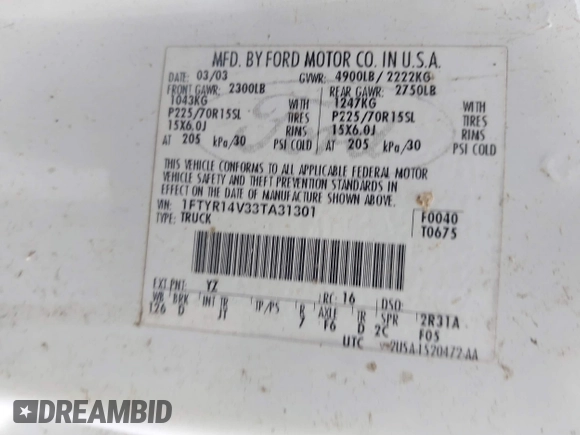 MFD. BY FORD MOTOR CO. IN U.S.A.
DATE: 03/03 GVWR: 4900LB / 2222KG
FRONT GAWR: 2300LB REAR GAWR: 2750LB
1043KG WITH 1247KG WITH
P225/70R15SL TIRES P225/70R15SL TIRES
15X6.0J RIMS 15X6.0J RIMS
AT 205 kPa/30 PSI COLD AT 205 kPa/30 PSI COLD
THIS VEHICLE CONFORMS TO ALL APPLICABLE FEDERAL MOTOR
VEHICLE SAFETY AND THEFT PREVENTION STANDARDS IN
EFFECT ON THE DATE OF MANUFACTURE SHOWN ABOVE.
VIN: 1FTYR14V33TA31301 F0040
TYPE: TRUCK T0675
EXT PNT: YZ RC: 16 DSO:
WB BRK INT TR TP/PS R AXLE TR SPR 2R31A
126 D JT 7 F6 D 2C F05
UTC
Ford
DREAMBID